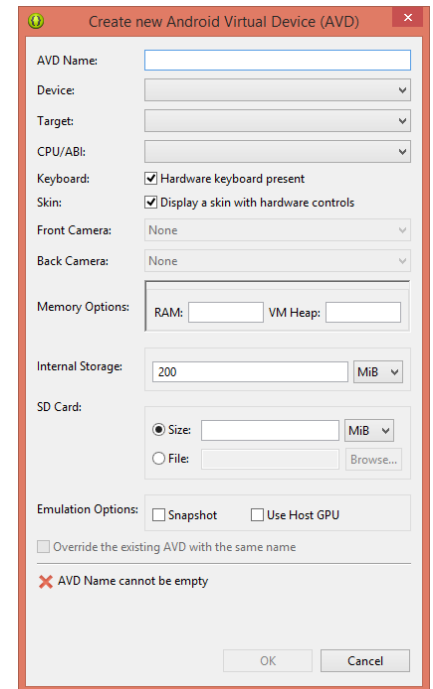 Create new Android Virtual Device (AVD)
AVD Name:
Device:
Target:
CPU/ABI:
Keyboard: Hardware keyboard present
Skin: Display a skin with hardware controls
Front Camera: None
Back Camera: None
Memory Options: RAM: VM Heap:
Internal Storage: 200 MiB
SD Card:
Size: MiB
File: Browse...
Emulation Options: Snapshot Use Host GPU
Override the existing AVD with the same name
AVD Name cannot be empty
OK Cancel